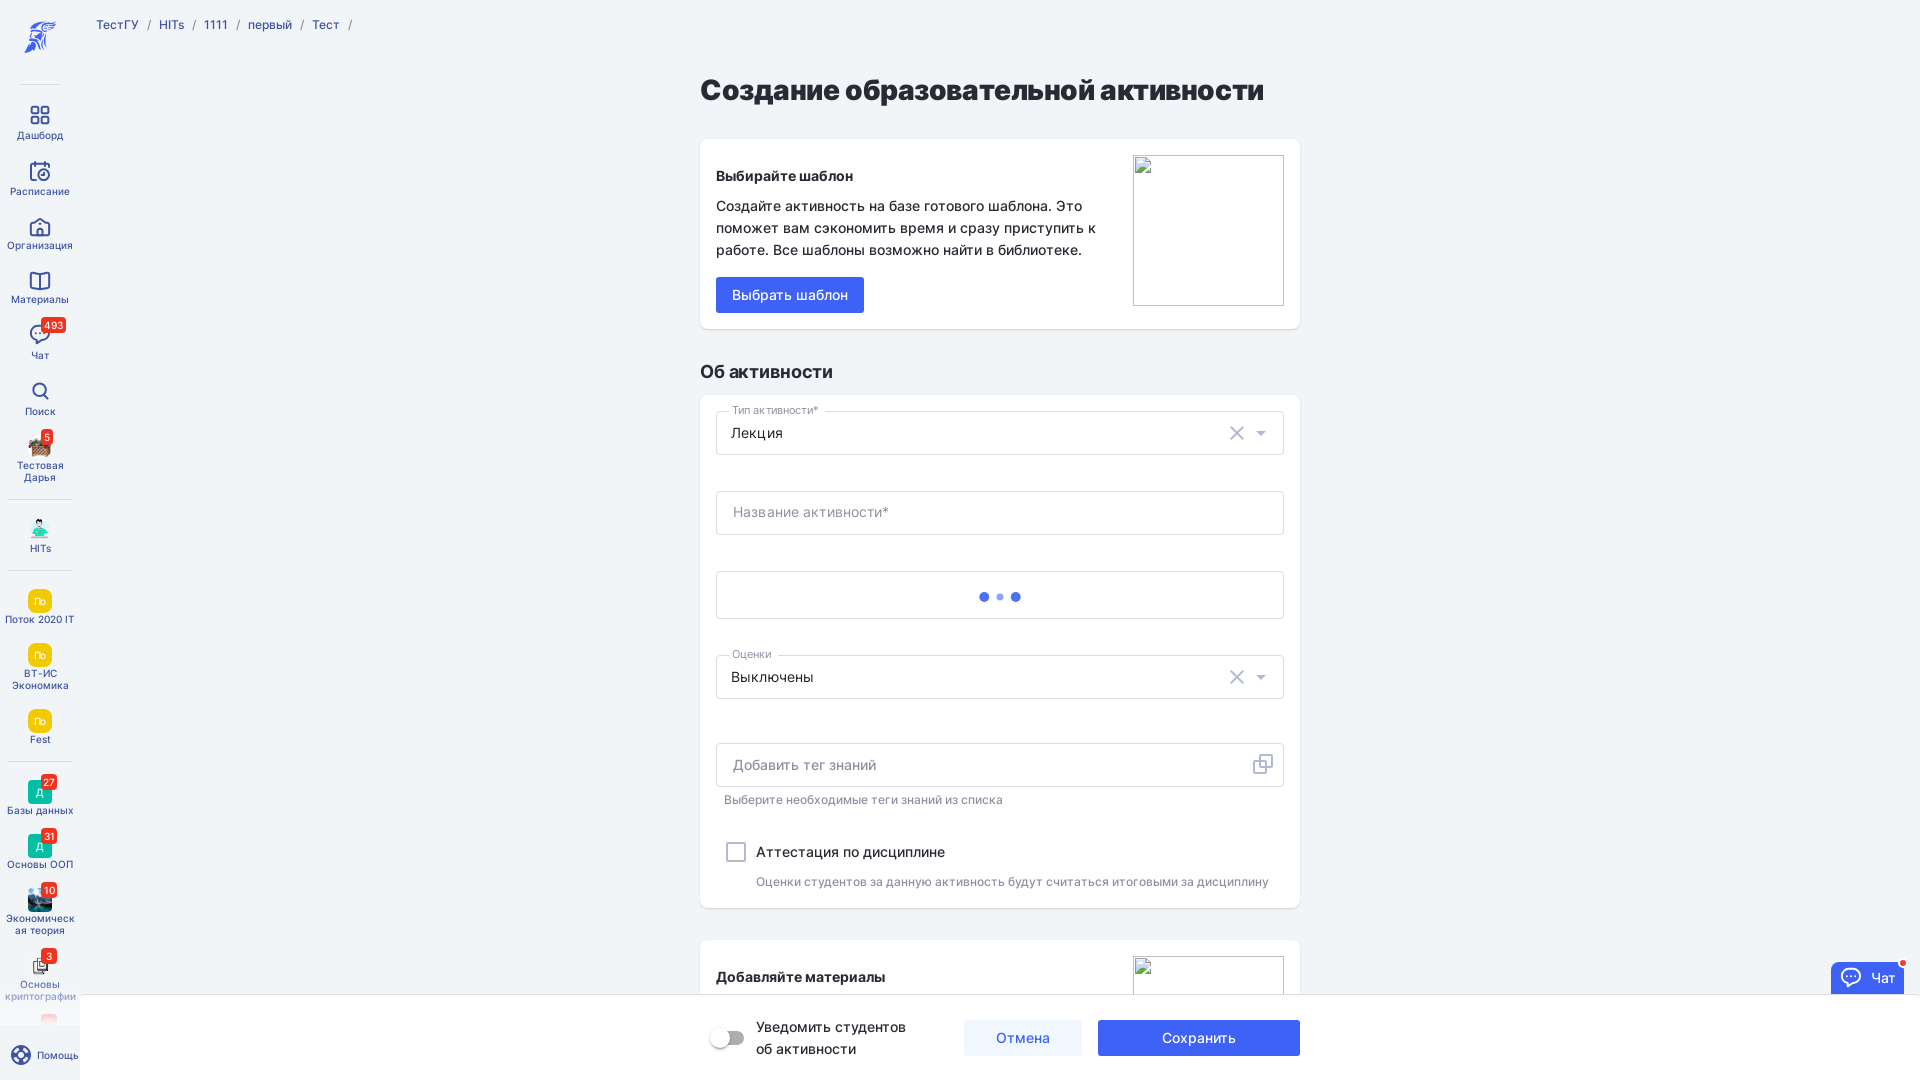 ТестГУ / HITs / 1111 / первый / Тест /
Дашборд
Расписание
Организация
Материалы
493
Чат
Поиск
5
Тестовая
Дарья
HITs
По
Поток 2020 IT
По
ВТ-ИС
Экономика
По
Fest
27
Д
Базы данных
31
Д
Основы ООП
10
Экономическ
ая теория
3
Основы
криптографии
Помощь
Создание образовательной активности
Выбирайте шаблон
Создайте активность на базе готового шаблона. Это
поможет вам сэкономить время и сразу приступить к
работе. Все шаблоны возможно найти в библиотеке.
Выбрать шаблон
Об активности
Тип активности*
Лекция
Название активности*
Оценки
Выключены
Добавить тег знаний
Выберите необходимые теги знаний из списка
Аттестация по дисциплине
Оценки студентов за данную активность будут считаться итоговыми за дисциплину
Добавляйте материалы
Чат
Уведомить студентов
об активности
Отмена
Сохранить